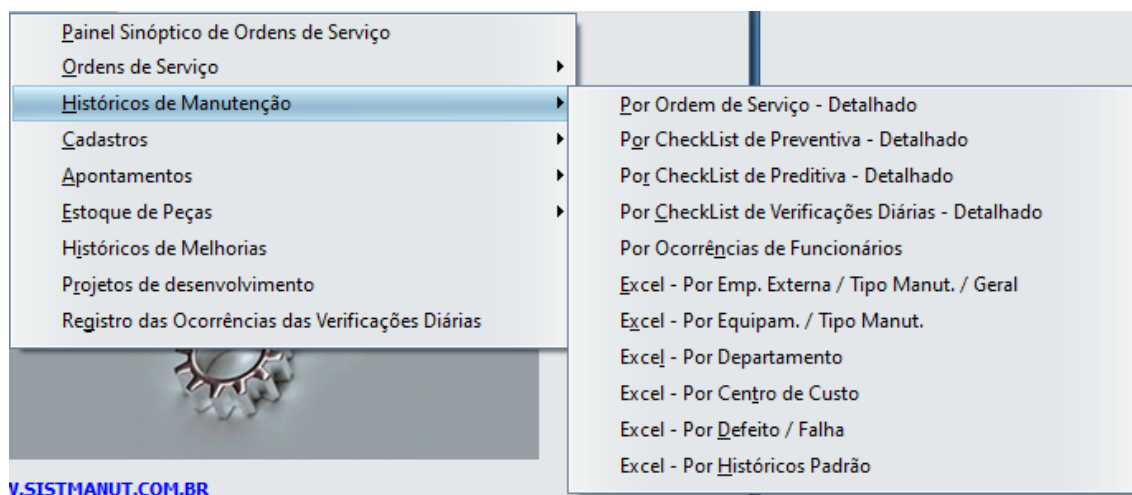 Painel Sinóptico de Ordens de Serviço
Ordens de Serviço
Históricos de Manutenção
Cadastros
Apontamentos
Estoque de Peças
Históricos de Melhorias
Projetos de desenvolvimento
Registro das Ocorrências das Verificações Diárias
Por Ordem de Serviço - Detalhado
Por CheckList de Preventiva - Detalhado
Por CheckList de Preditiva - Detalhado
Por CheckList de Verificações Diárias - Detalhado
Por Ocorrências de Funcionários
Excel - Por Emp. Externa / Tipo Manut. / Geral
Excel - Por Equipam. / Tipo Manut.
Excel - Por Departamento
Excel - Por Centro de Custo
Excel - Por Defeito / Falha
Excel - Por Históricos Padrão
W.SISTMANUT.COM.BR